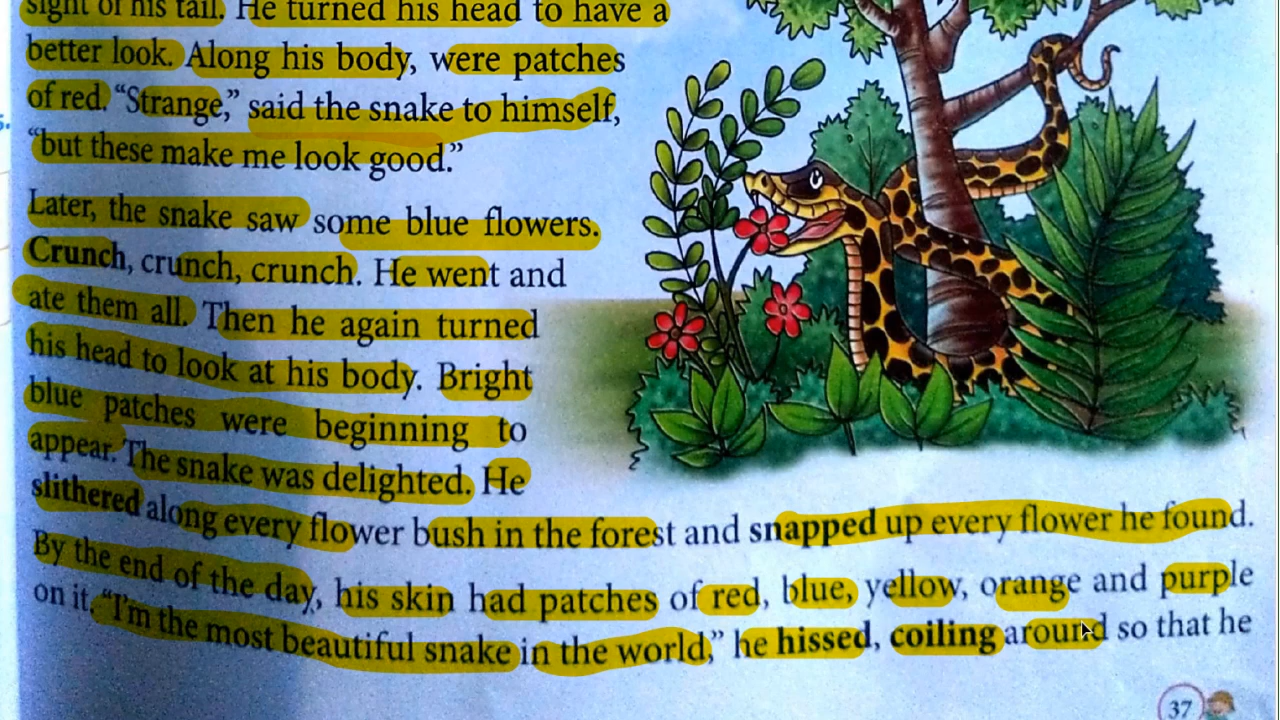 sight of his tail. He turned his head to have a
better look. Along his body, were patches
of red. “Strange,” said the snake to himself,
“but these make me look good.”
Later, the snake saw some blue flowers.
Crunch, crunch, crunch. He went and
ate them all. Then he again turned
his head to look at his body. Bright
blue patches were beginning to
appear. The snake was delighted. He
slithered along every flower bush in the forest and snapped up every flower he found.
By the end of the day, his skin had patches of red, blue, yellow, orange and purple
on it. “I'm the most beautiful snake in the world,” he hissed, coiling around so that he
37